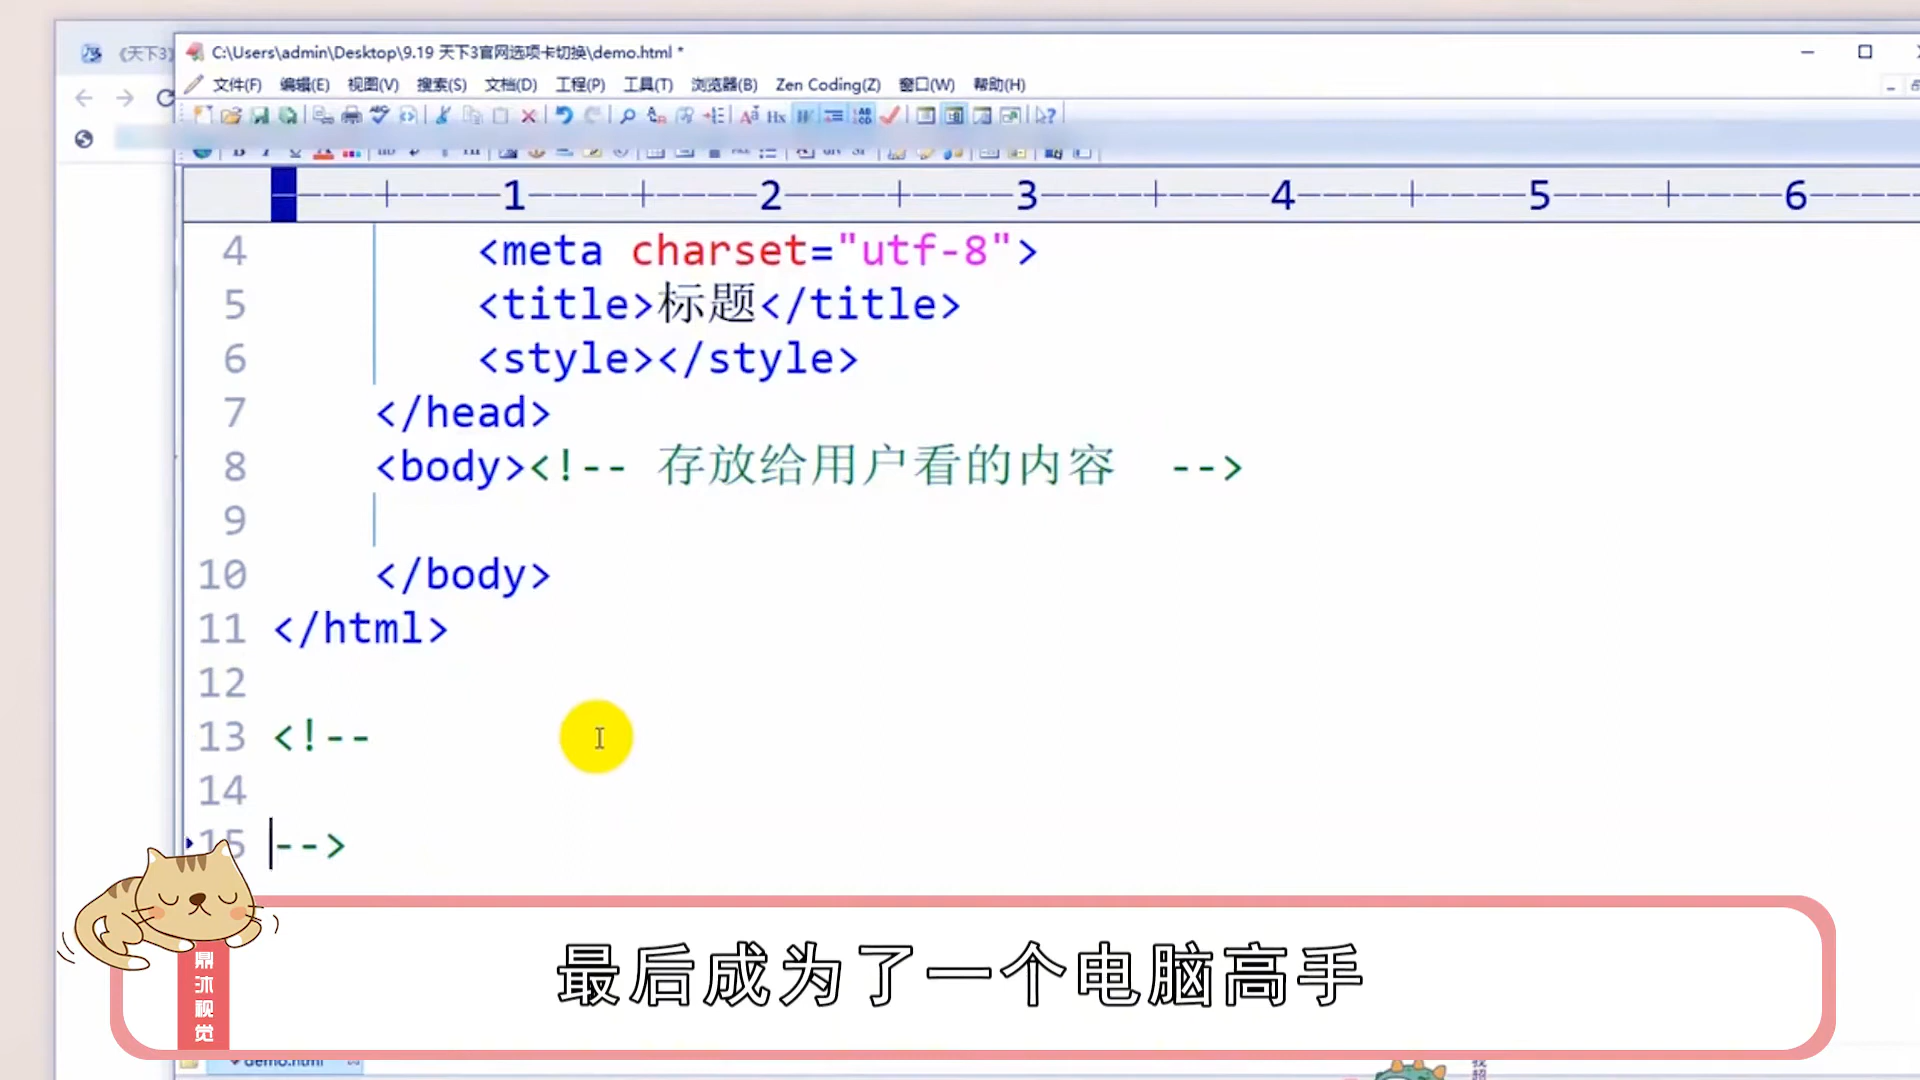 《天下3》
C:\Users\admin\Desktop\9.19 天下3官网选项卡切换\demo.html *
文件(F) 编辑(E) 视图(V) 搜索(S) 文档(D) 工程(P) 工具(T) 浏览器(B) Zen Coding(Z) 窗口(W) 帮助(H)
1 2 3 4 5 6
4 <meta charset="utf-8">
5 <title>标题</title>
6 <style></style>
7 </head>
8 <body><!-- 存放给用户看的内容 -->
9
10 </body>
11 </html>
12
13 <!--
14
15 -->
最后成为了一个电脑高手
鼎沐视觉
demo.html